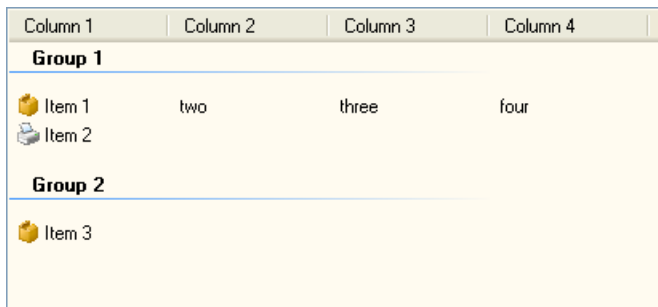 Column 1 Column 2 Column 3 Column 4
Group 1
Item 1 two three four
Item 2
Group 2
Item 3